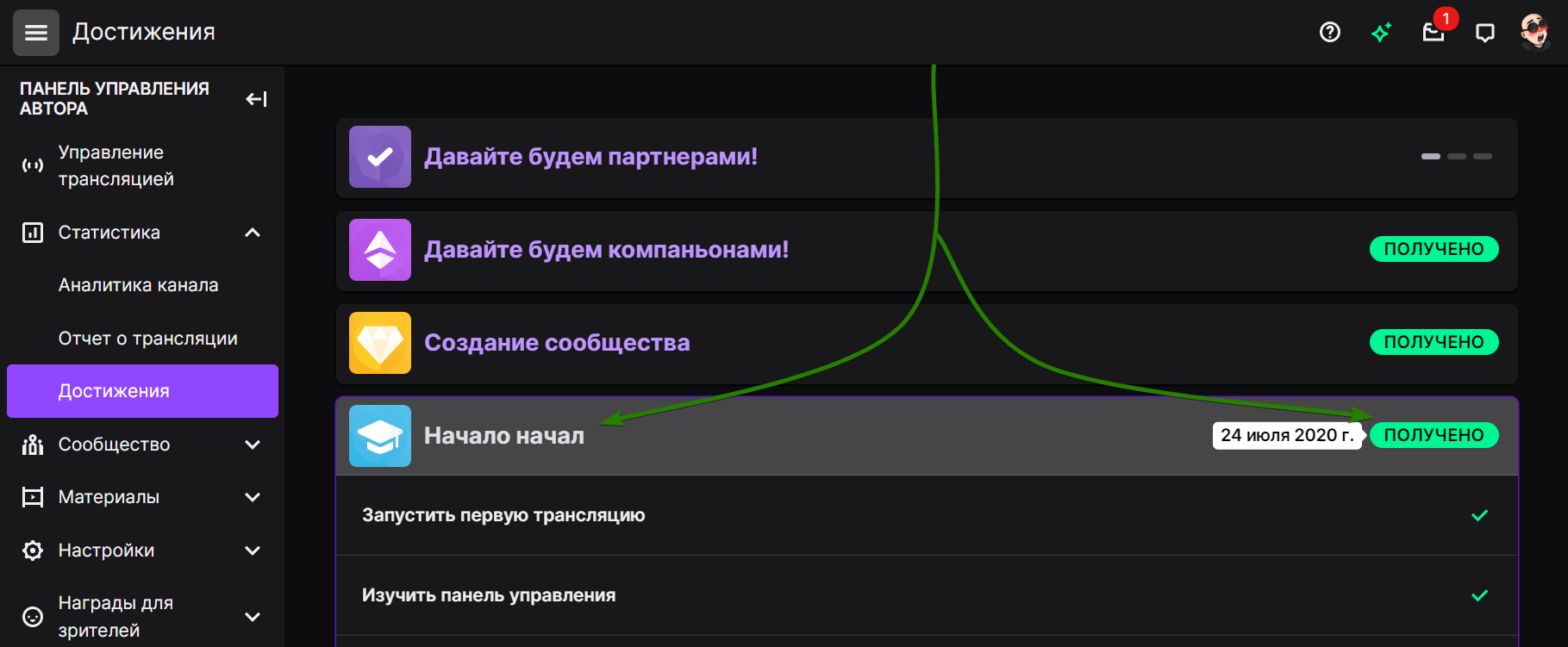 Достижения
1
ПАНЕЛЬ УПРАВЛЕНИЯ
АВТОРА
Управление
трансляцией
Статистика
Аналитика канала
Отчет о трансляции
Достижения
Сообщество
Материалы
Настройки
Награды для
зрителей
Давайте будем партнерами!
Давайте будем компаньонами!
ПОЛУЧЕНО
Создание сообщества
ПОЛУЧЕНО
Начало начал
24 июля 2020 г.
ПОЛУЧЕНО
Запустить первую трансляцию
Изучить панель управления